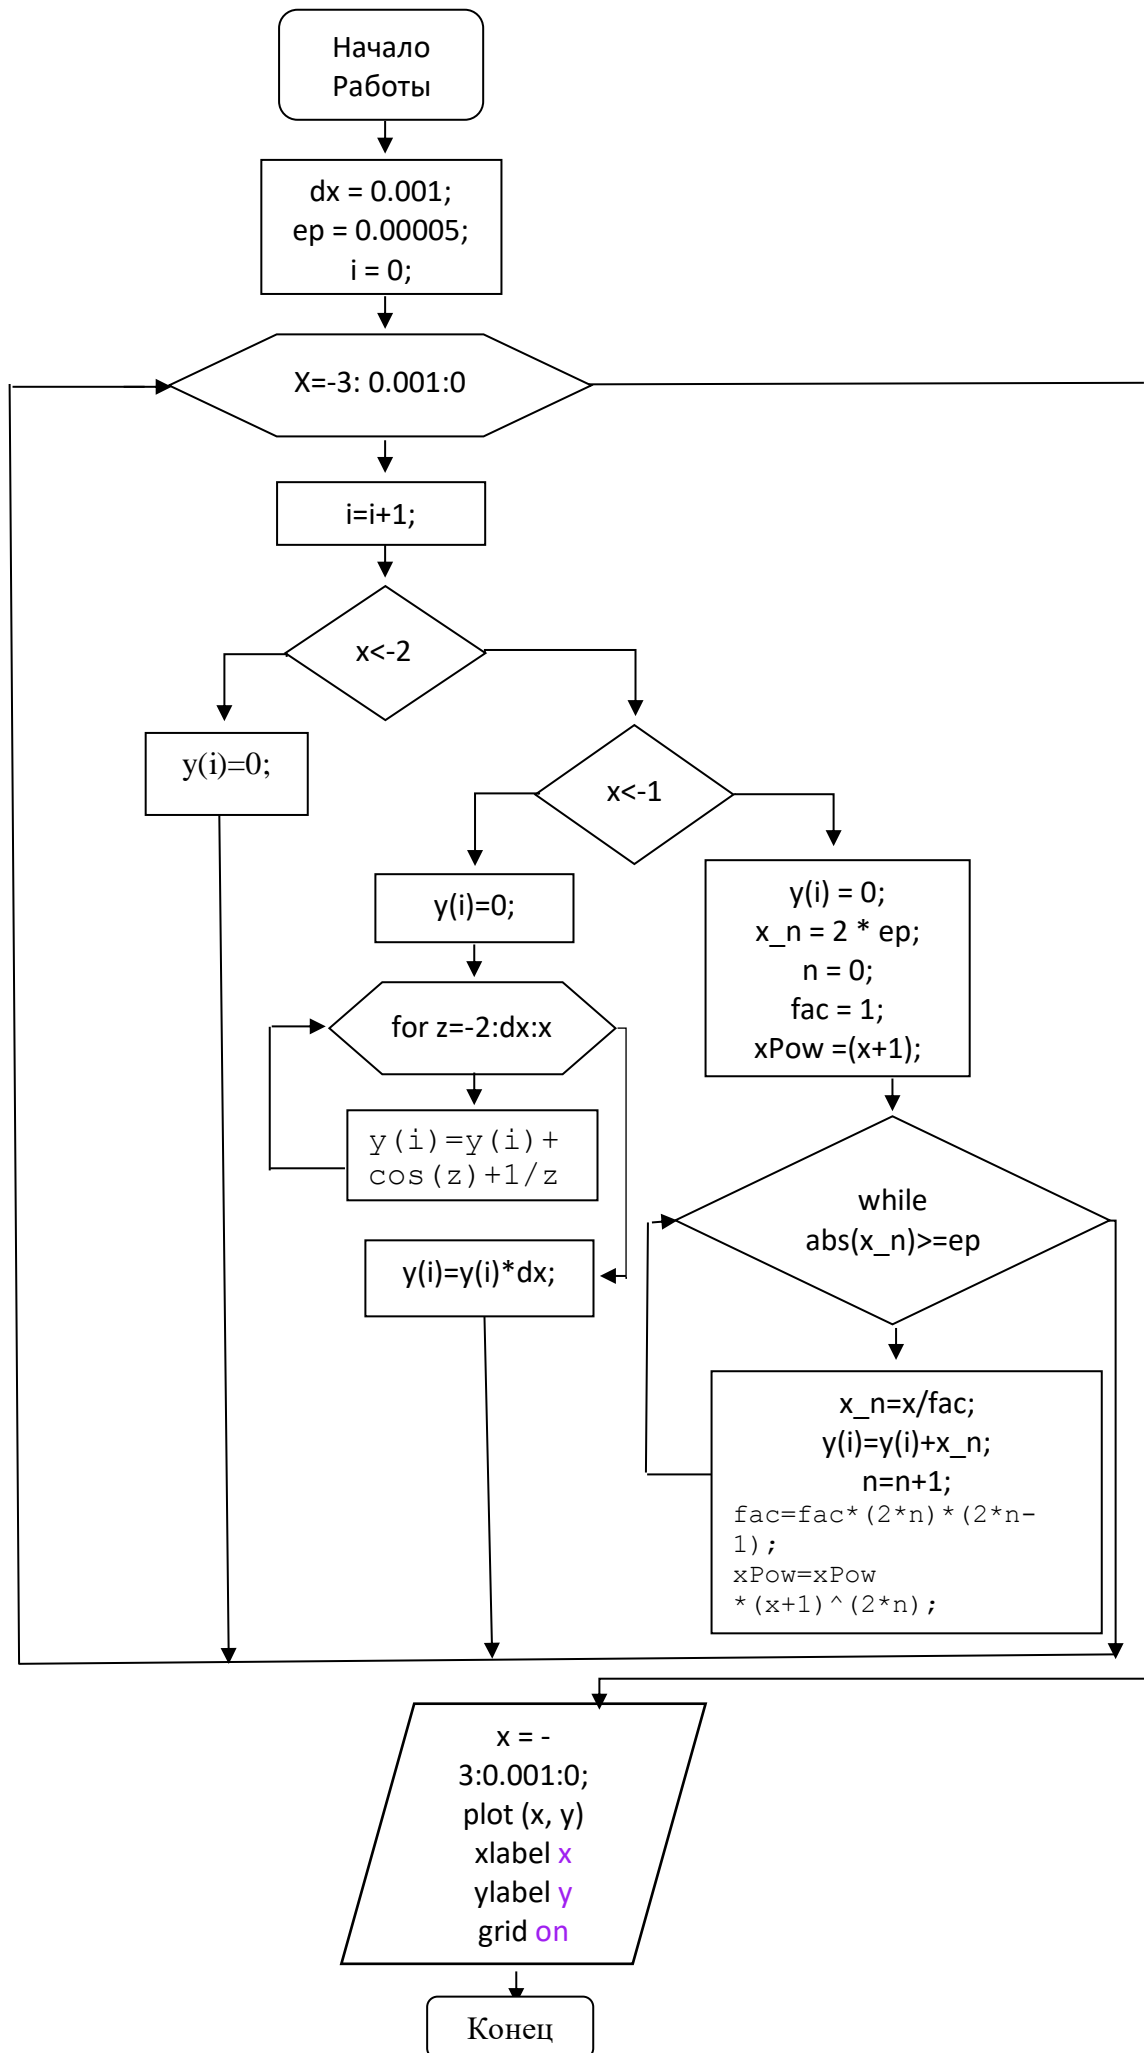 Начало
Работы
dx = 0.001;
ep = 0.00005;
i = 0;
X=-3: 0.001:0
i=i+1;
x<-2
y(i)=0;
x<-1
y(i)=0;
for z=-2:dx:x
y(i)=y(i)+
cos(z)+1/z
y(i)=y(i)*dx;
y(i) = 0;
x_n = 2 * ep;
n = 0;
fac = 1;
xPow =(x+1);
while
abs(x_n)>=ep
x_n=x/fac;
y(i)=y(i)+x_n;
n=n+1;
fac=fac*(2*n)*(2*n-
1);
xPow=xPow
*(x+1)^(2*n);
x = -
3:0.001:0;
plot (x, y)
xlabel x
ylabel y
grid on
Конец